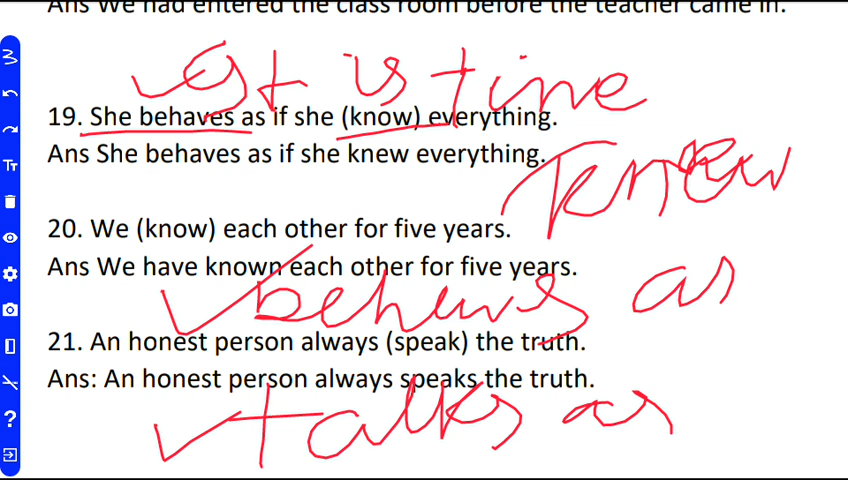 Ans We had entered the class room before the teacher came in.
It is time
19. She behaves as if she (know) everything.
Ans She behaves as if she knew everything.
20. We (know) each other for five years.
Ans We have known each other for five years.
behaves as
21. An honest person always (speak) the truth.
Ans: An honest person always speaks the truth.
talks as